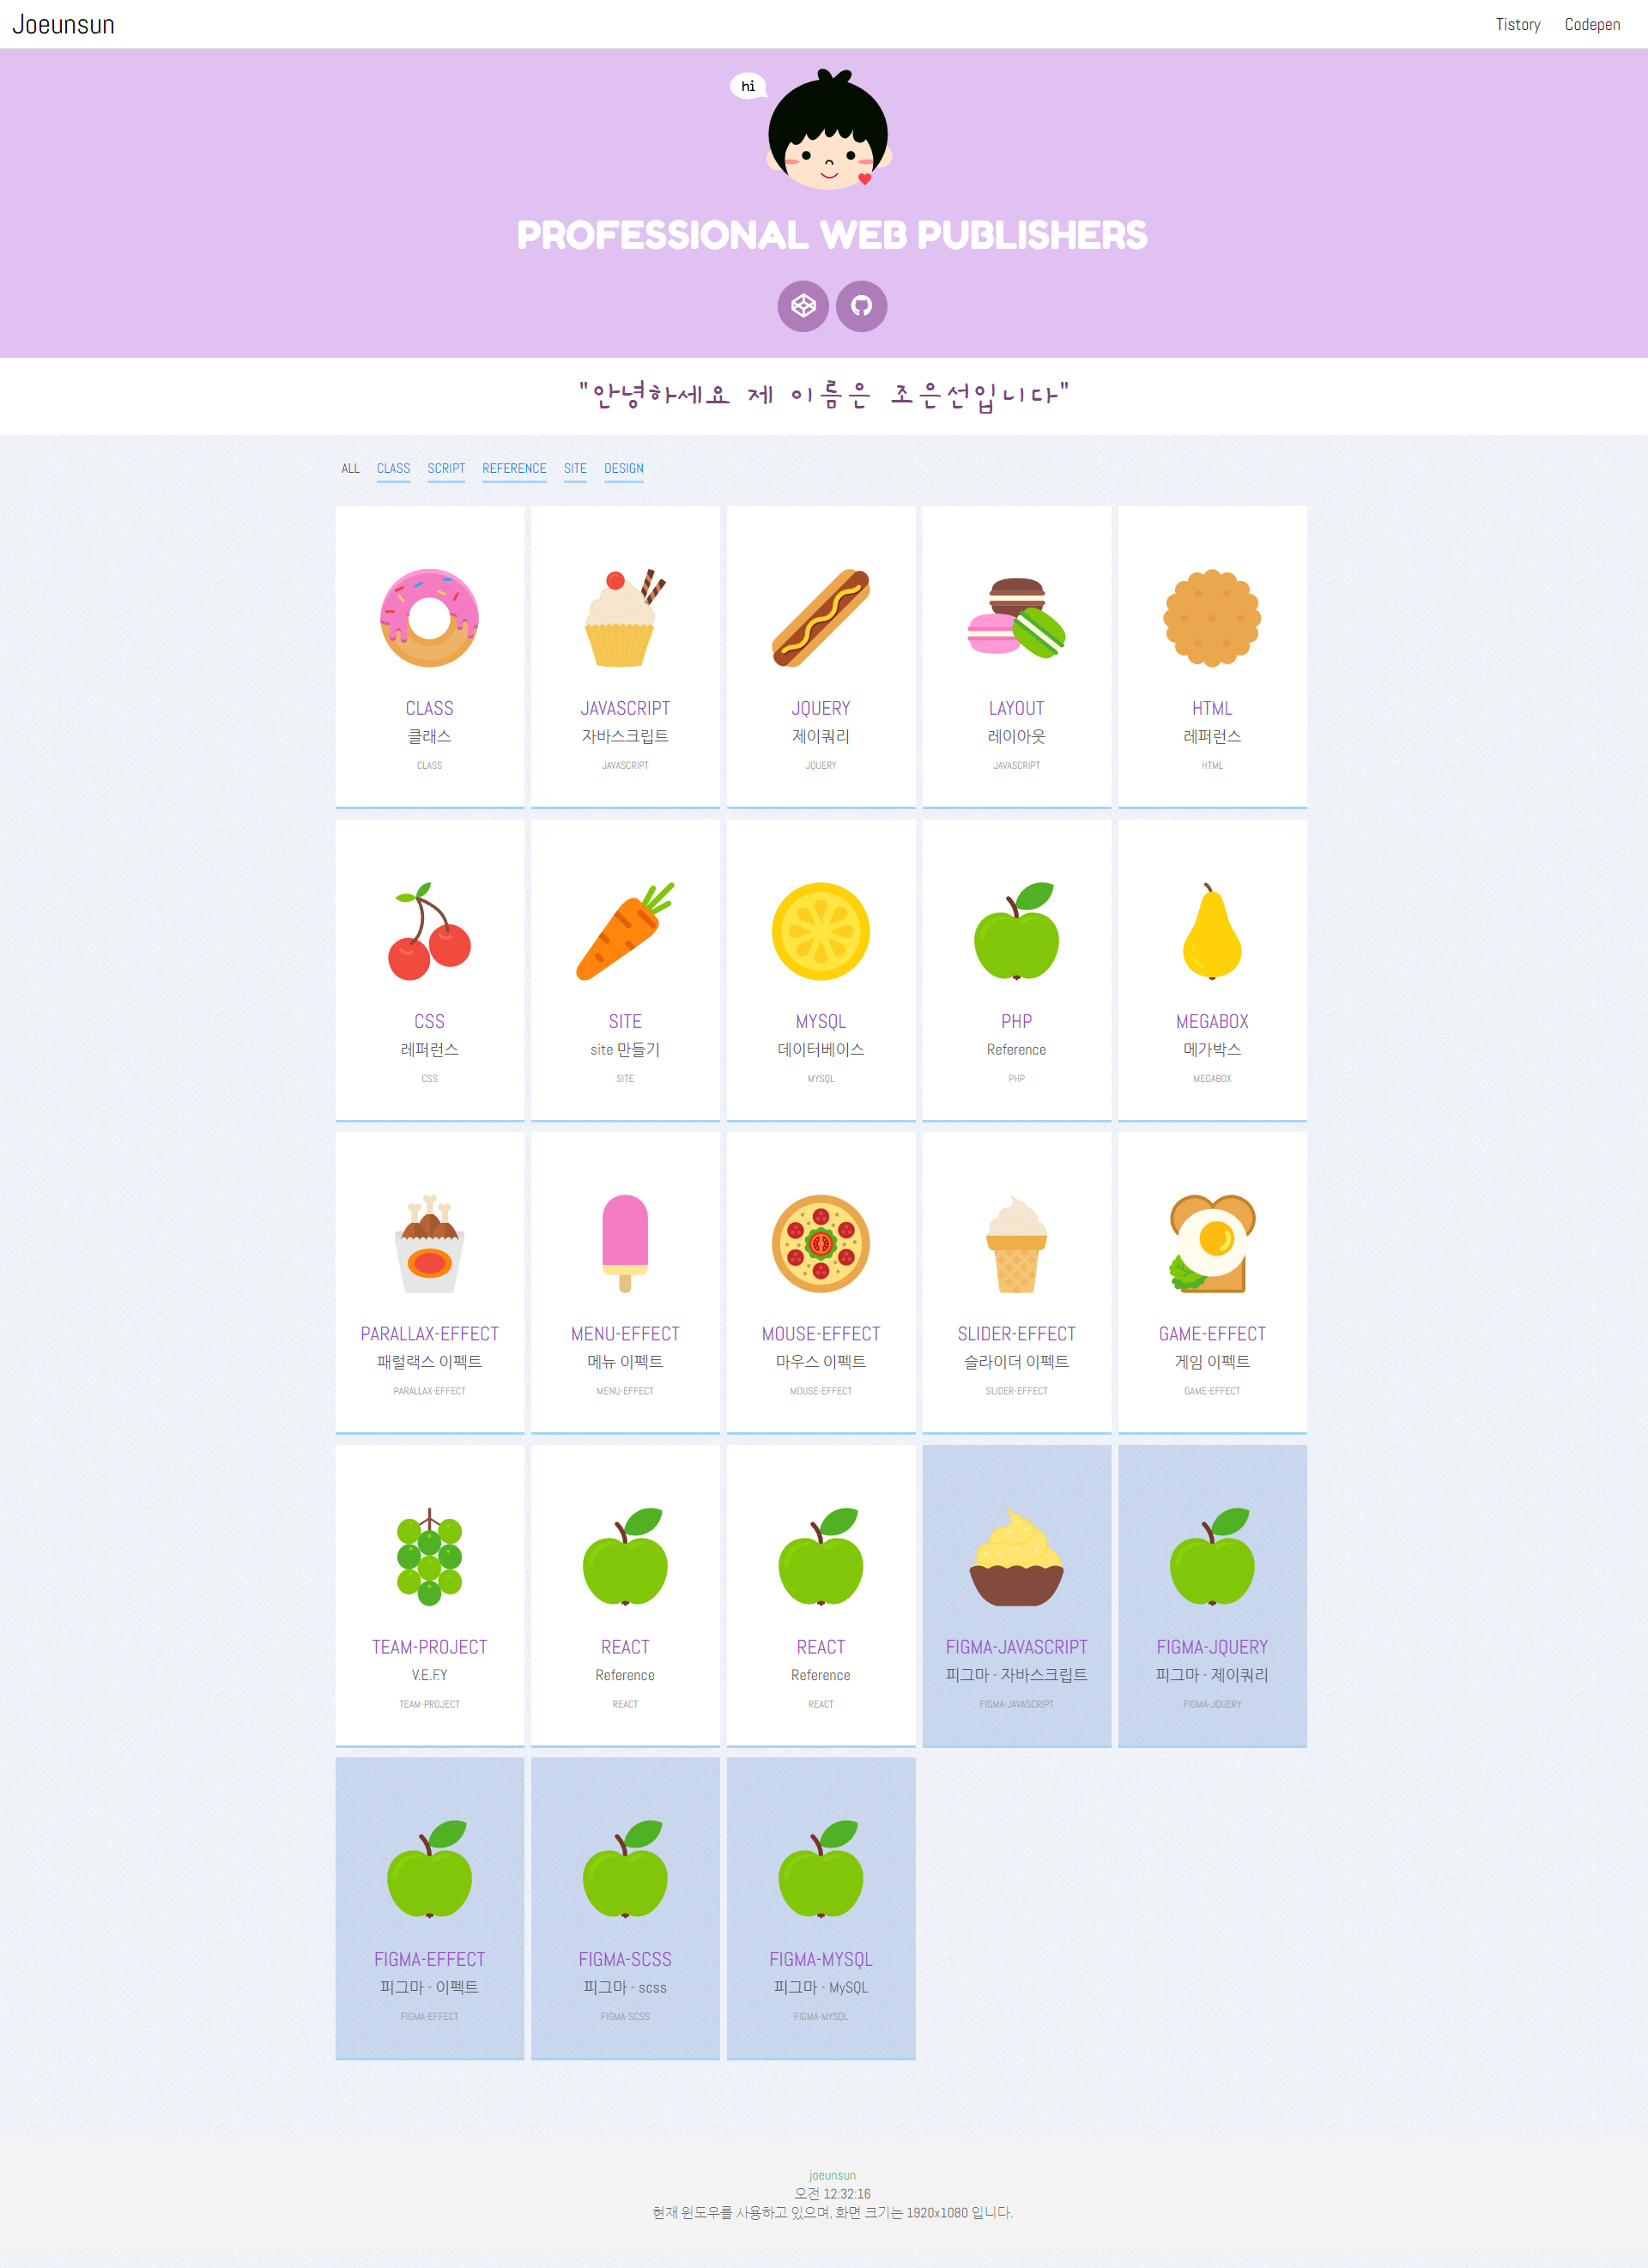 Joeunsun
Tistory Codepen
hi
PROFESSIONAL WEB PUBLISHERS
"안녕하세요 제 이름은 조은선입니다"
ALL CLASS SCRIPT REFERENCE SITE DESIGN
CLASS
클래스
CLASS
JAVASCRIPT
자바스크립트
JAVASCRIPT
JQUERY
제이쿼리
JQUERY
LAYOUT
레이아웃
JAVASCRIPT
HTML
레퍼런스
HTML
CSS
레퍼런스
CSS
SITE
site 만들기
SITE
MYSQL
데이터베이스
MYSQL
PHP
Reference
PHP
MEGABOX
메가박스
MEGABOX
PARALLAX-EFFECT
패럴랙스 이펙트
PARALLAX-EFFECT
MENU-EFFECT
메뉴 이펙트
MENU-EFFECT
MOUSE-EFFECT
마우스 이펙트
MOUSE-EFFECT
SLIDER-EFFECT
슬라이더 이펙트
SLIDER-EFFECT
GAME-EFFECT
게임 이펙트
GAME-EFFECT
TEAM-PROJECT
V.E.F.Y
TEAM-PROJECT
REACT
Reference
REACT
REACT
Reference
REACT
FIGMA-JAVASCRIPT
피그마 - 자바스크립트
FIGMA-JAVASCRIPT
FIGMA-JQUERY
피그마 - 제이쿼리
FIGMA-JQUERY
FIGMA-EFFECT
피그마 - 이펙트
FIGMA-EFFECT
FIGMA-SCSS
피그마 - scss
FIGMA-SCSS
FIGMA-MYSQL
피그마 - MySQL
FIGMA-MYSQL
joeunsun
오전 12:32:16
현재 윈도우를 사용하고 있으며, 화면 크기는 1920x1080 입니다.